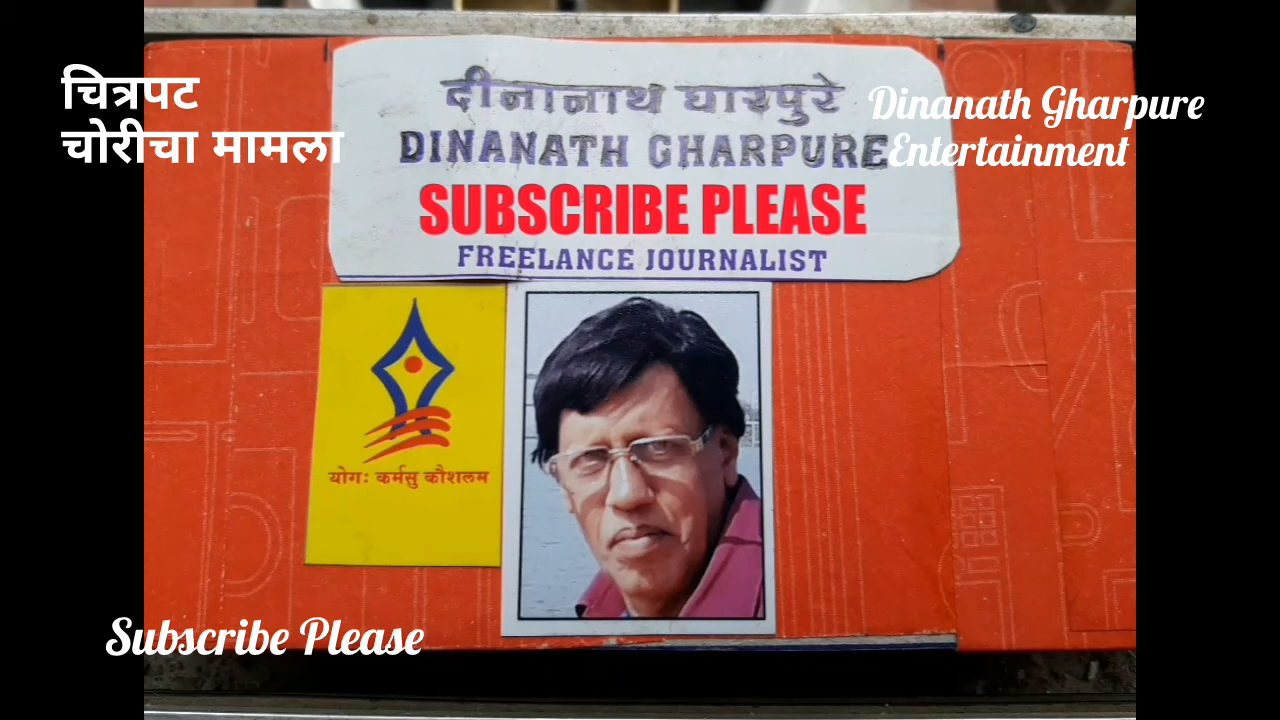 चित्रपट
चोरीचा मामला
Dinanath Gharpure
Entertainment
दीनानाथ घारपुरे
DINANATH GHARPURE
SUBSCRIBE PLEASE
FREELANCE JOURNALIST
योगः कर्मसु कौशलम
Subscribe Please